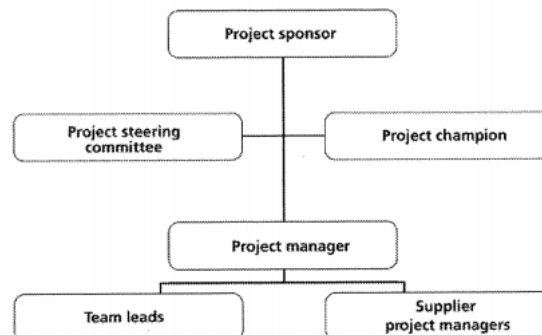 Project sponsor
Project steering
committee
Project champion
Project manager
Team leads
Supplier
project managers